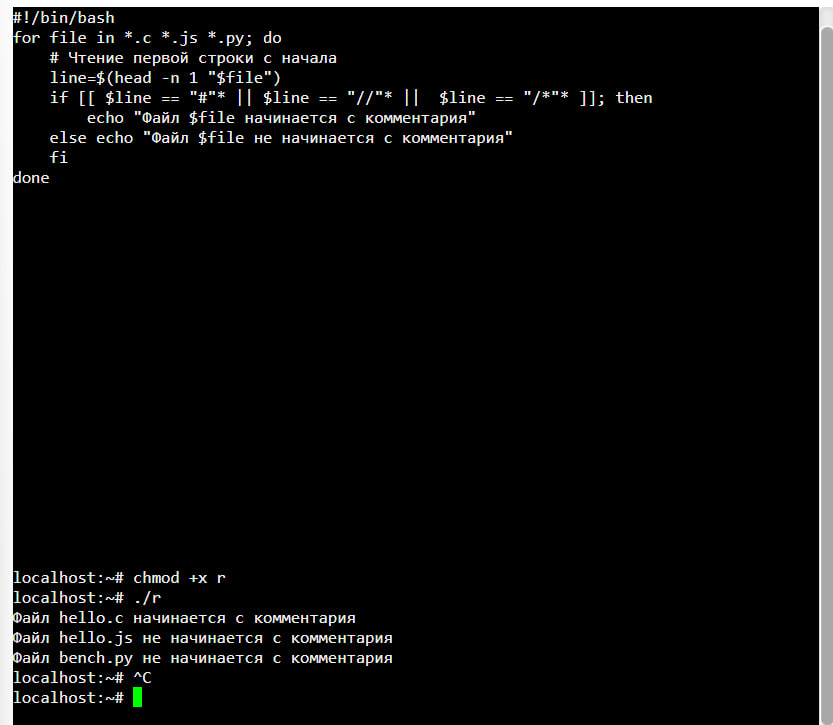 #!/bin/bash
for file in *.c *.js *.py; do
    # Чтение первой строки с начала
    line=$(head -n 1 "$file")
    if [[ $line == "#"* || $line == "//"* ||  $line == "/*"* ]]; then
        echo "Файл $file начинается с комментария"
    else echo "Файл $file не начинается с комментария"
    fi
done
localhost:~# chmod +x r
localhost:~# ./r
Файл hello.c начинается с комментария
Файл hello.js не начинается с комментария
Файл bench.py не начинается с комментария
localhost:~# ^C
localhost:~#